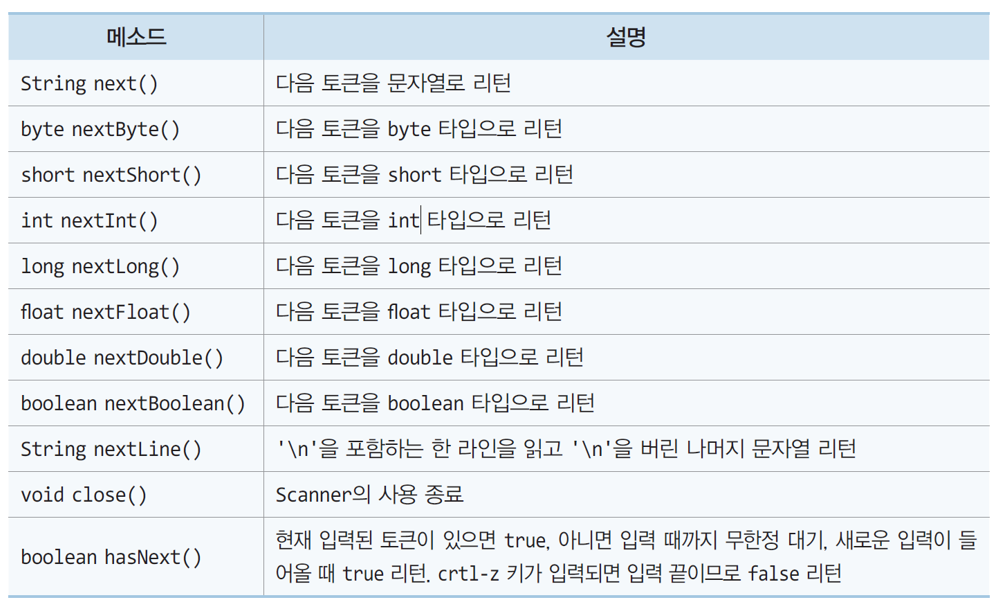 메소드 설명
String next() 다음 토큰을 문자열로 리턴
byte nextByte() 다음 토큰을 byte 타입으로 리턴
short nextShort() 다음 토큰을 short 타입으로 리턴
int nextInt() 다음 토큰을 int 타입으로 리턴
long nextLong() 다음 토큰을 long 타입으로 리턴
float nextFloat() 다음 토큰을 float 타입으로 리턴
double nextDouble() 다음 토큰을 double 타입으로 리턴
boolean nextBoolean() 다음 토큰을 boolean 타입으로 리턴
String nextLine() '\n'을 포함하는 한 라인을 읽고 '\n'을 버린 나머지 문자열 리턴
void close() Scanner의 사용 종료
boolean hasNext() 현재 입력된 토큰이 있으면 true, 아니면 입력 때까지 무한정 대기, 새로운 입력이 들
어올 때 true 리턴. crtl-z 키가 입력되면 입력 끝이므로 false 리턴